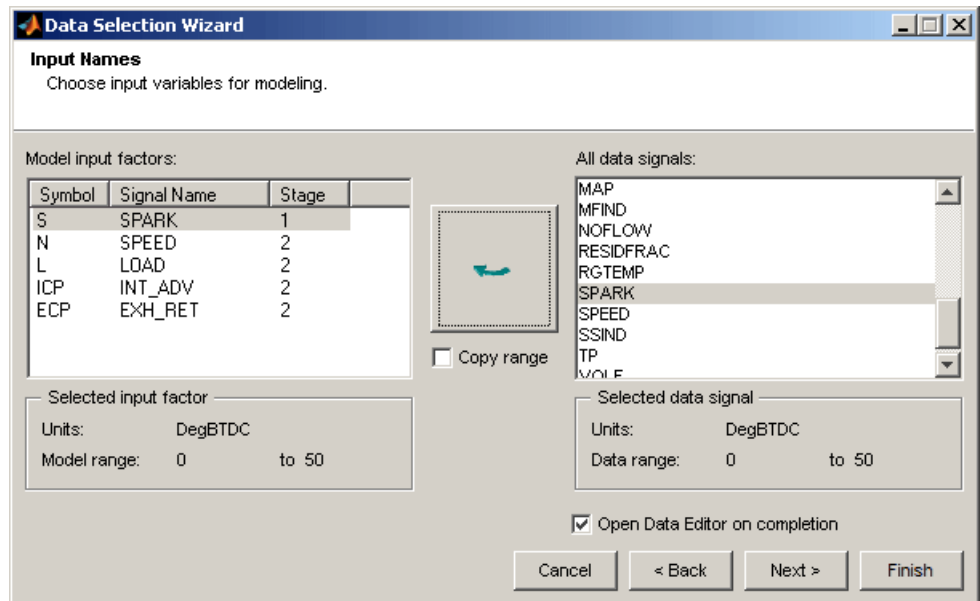 Data Selection Wizard
Input Names
Choose input variables for modeling.
Model input factors:
Symbol Signal Name Stage
S SPARK 1
N SPEED 2
L LOAD 2
ICP INT_ADV 2
ECP EXH_RET 2
Copy range
All data signals:
MAP
MFIND
NOFLOW
RESIDFRAC
RGTEMP
SPARK
SPEED
SSIND
TP
Selected input factor
Units: DegBTDC
Model range: 0 to 50
Selected data signal
Units: DegBTDC
Data range: 0 to 50
Open Data Editor on completion
Cancel < Back Next > Finish